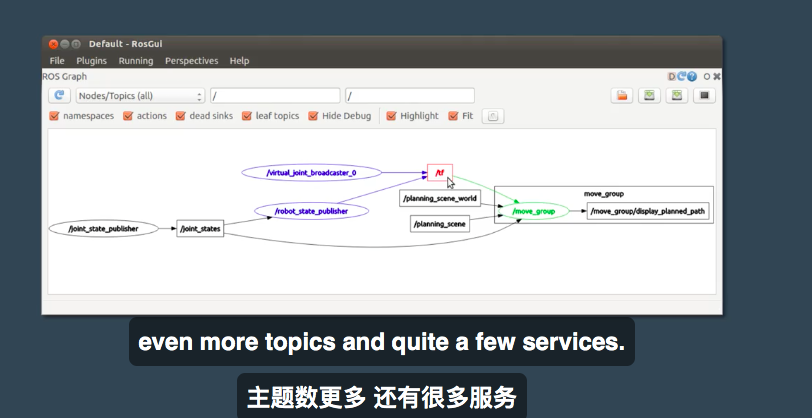 Default - RosGui
File Plugins Running Perspectives Help
ROS Graph
D O
Nodes/Topics (all) / /
namespaces actions dead sinks leaf topics Hide Debug Highlight Fit
/virtual_joint_broadcaster_0
/tf
/planning_scene_world
move_group
/robot_state_publisher
/move_group
/move_group/display_planned_path
/planning_scene
/joint_state_publisher
/joint_states
even more topics and quite a few services.
主题数更多 还有很多服务